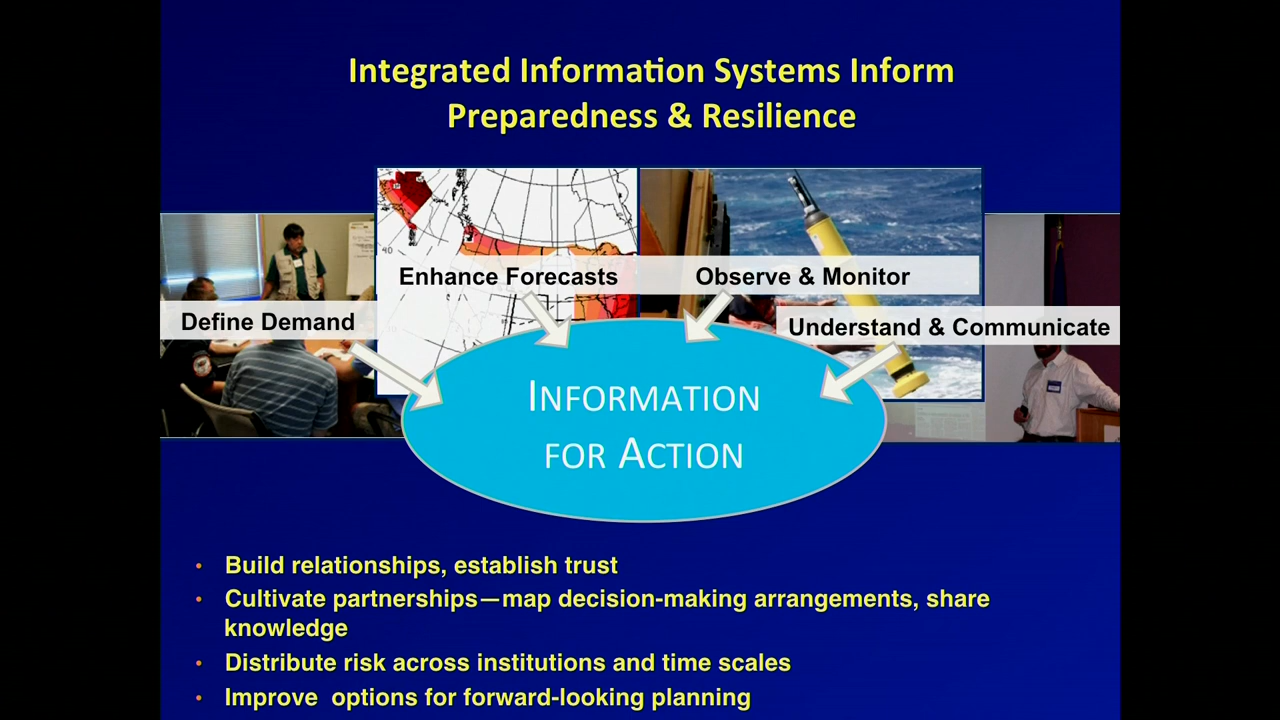 Integrated Information Systems Inform
Preparedness & Resilience
Enhance Forecasts
Observe & Monitor
Define Demand
Understand & Communicate
INFORMATION
FOR ACTION
• Build relationships, establish trust
• Cultivate partnerships—map decision-making arrangements, share
knowledge
• Distribute risk across institutions and time scales
• Improve  options for forward-looking planning